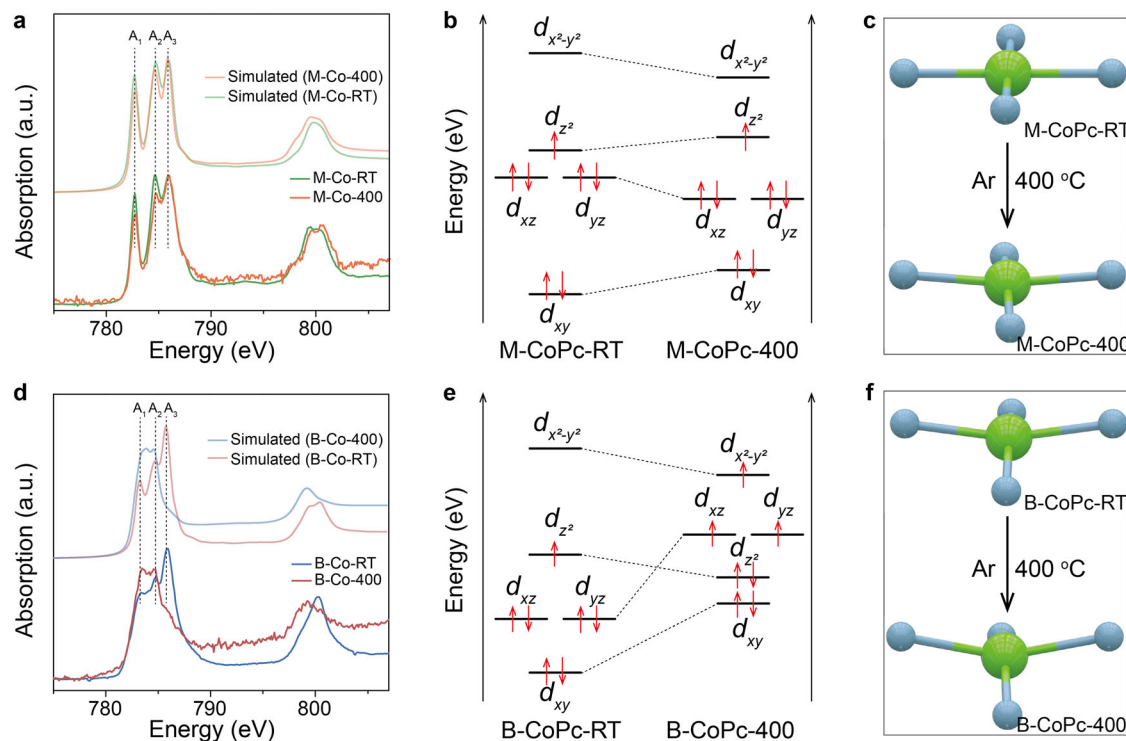 a
A₁ A₂ A₃
Simulated (M-Co-400)
Simulated (M-Co-RT)
M-Co-RT
M-Co-400
Absorption (a.u.)
780 790 800
Energy (eV)
b
Energy (eV)
dx²-y²
dx²-y²
dz²
dz²
dxz
dyz
dxz
dyz
dxy
dxy
M-CoPc-RT
M-CoPc-400
c
M-CoPc-RT
Ar 400 °C
M-CoPc-400
d
A₁ A₂ A₃
Simulated (B-Co-400)
Simulated (B-Co-RT)
B-Co-RT
B-Co-400
Absorption (a.u.)
780 790 800
Energy (eV)
e
Energy (eV)
dx²-y²
dx²-y²
dxz
dyz
dz²
dz²
dxz
dyz
dxy
dxy
B-CoPc-RT
B-CoPc-400
f
B-CoPc-RT
Ar 400 °C
B-CoPc-400